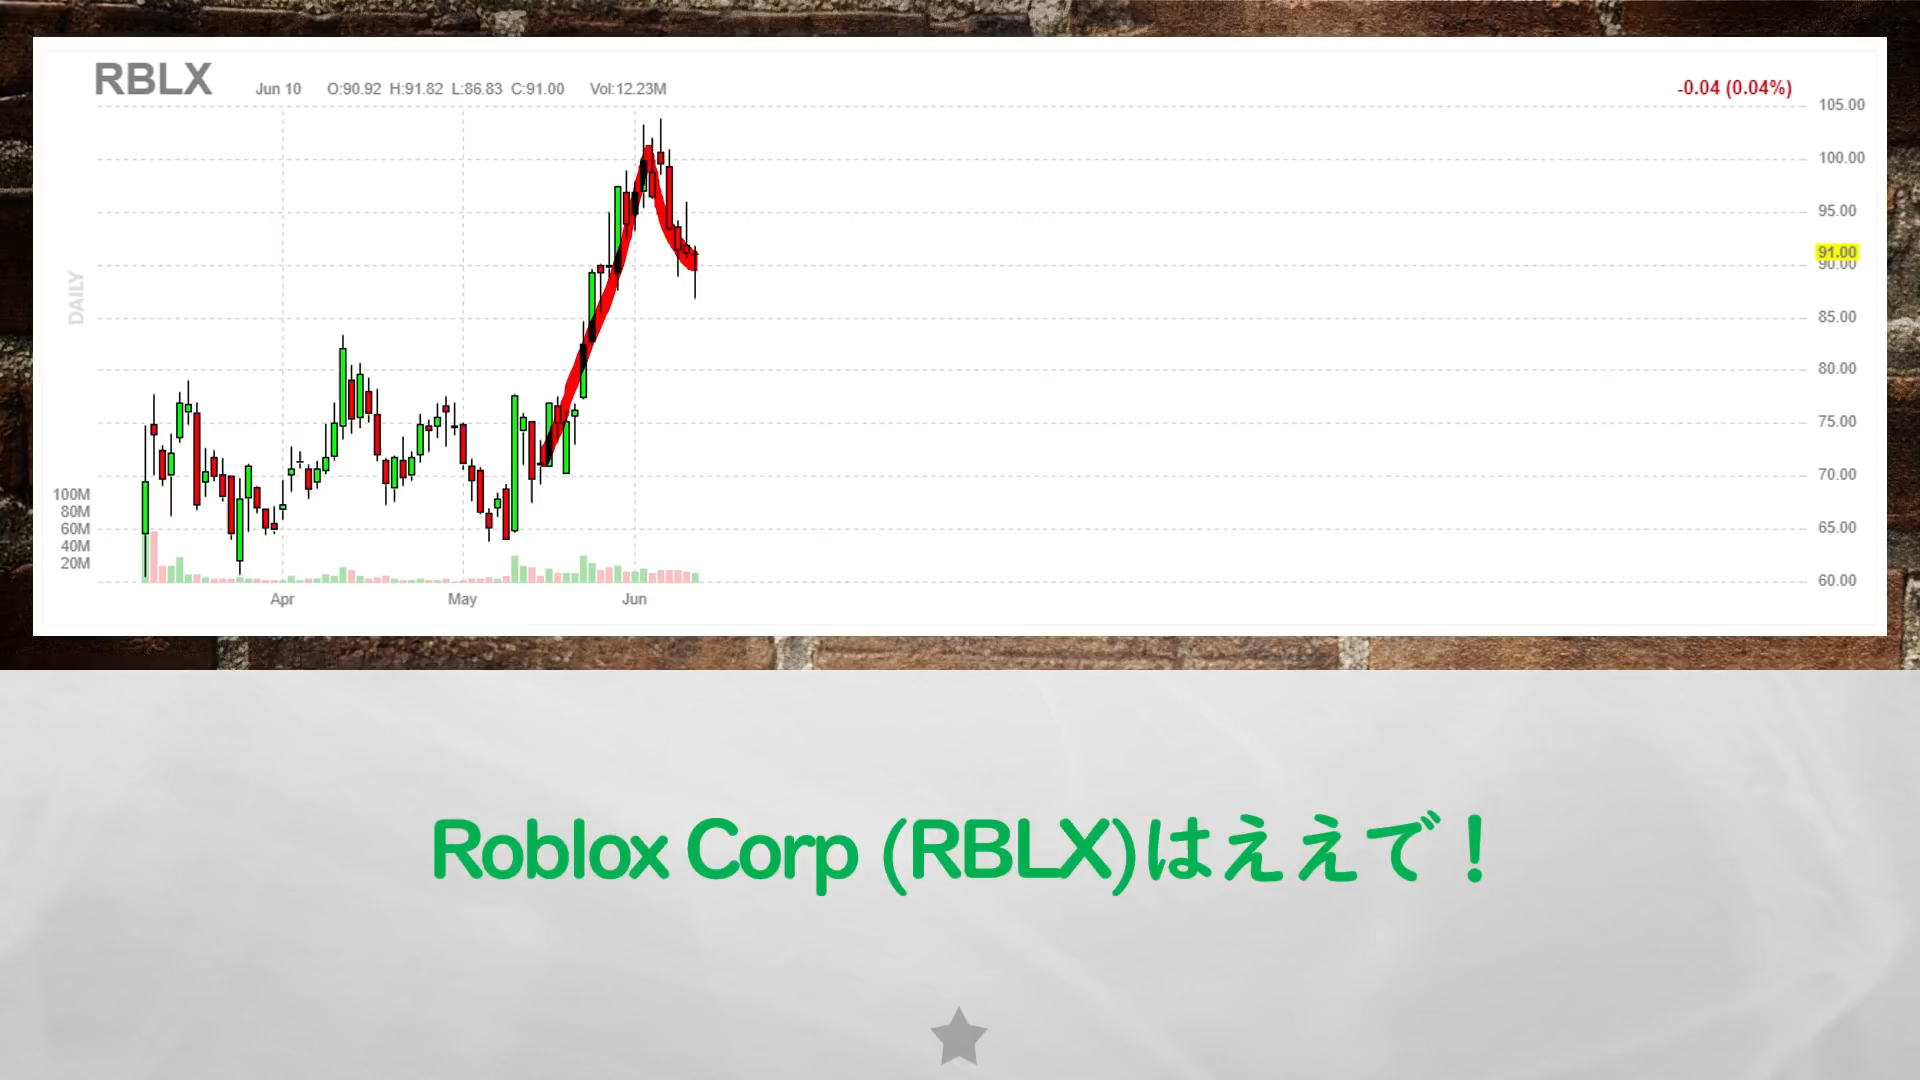 RBLX Jun 10 O:90.92 H:91.82 L:86.83 C:91.00 Vol:12.23M -0.04 (0.04%)
105.00
100.00
95.00
91.00
90.00
85.00
80.00
75.00
70.00
65.00
60.00
DAILY
100M
80M
60M
40M
20M
Apr May Jun
Roblox Corp (RBLX)はええで！